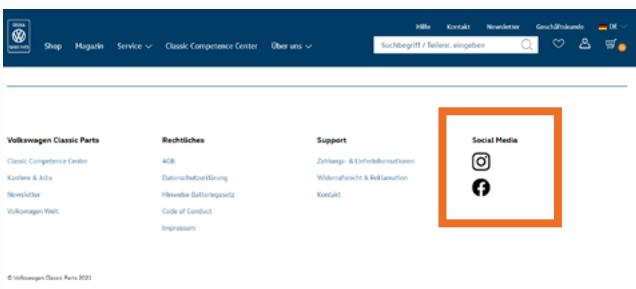 Hilfe Kontakt Newsletter Geschäftskunde DE
Shop Magazin Service Classic Competence Center Über uns Suchbegriff / Teilenr. eingeben
Volkswagen Classic Parts Rechtliches Support Social Media
Classic Competence Center AGB Zahlungs- & Lieferinformationen
Karriere & Jobs Datenschutzerklärung Widerrufsrecht & Reklamation
Newsletter Hinweise Batteriegesetz Kontakt
Volkswagen Welt Code of Conduct
Impressum
© Volkswagen Classic Parts 2021